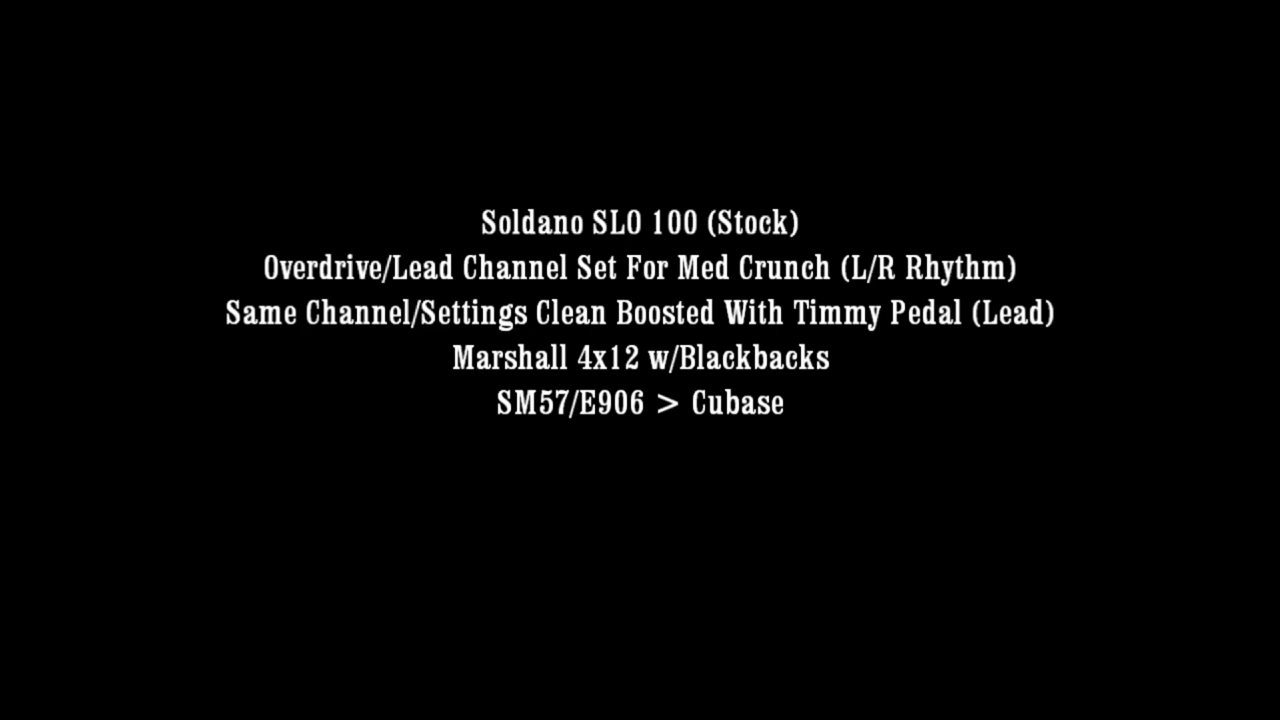 Soldano SLO 100 (Stock)
Overdrive/Lead Channel Set For Med Crunch (L/R Rhythm)
Same Channel/Settings Clean Boosted With Timmy Pedal (Lead)
Marshall 4x12 w/Blackbacks
SM57/E906 > Cubase